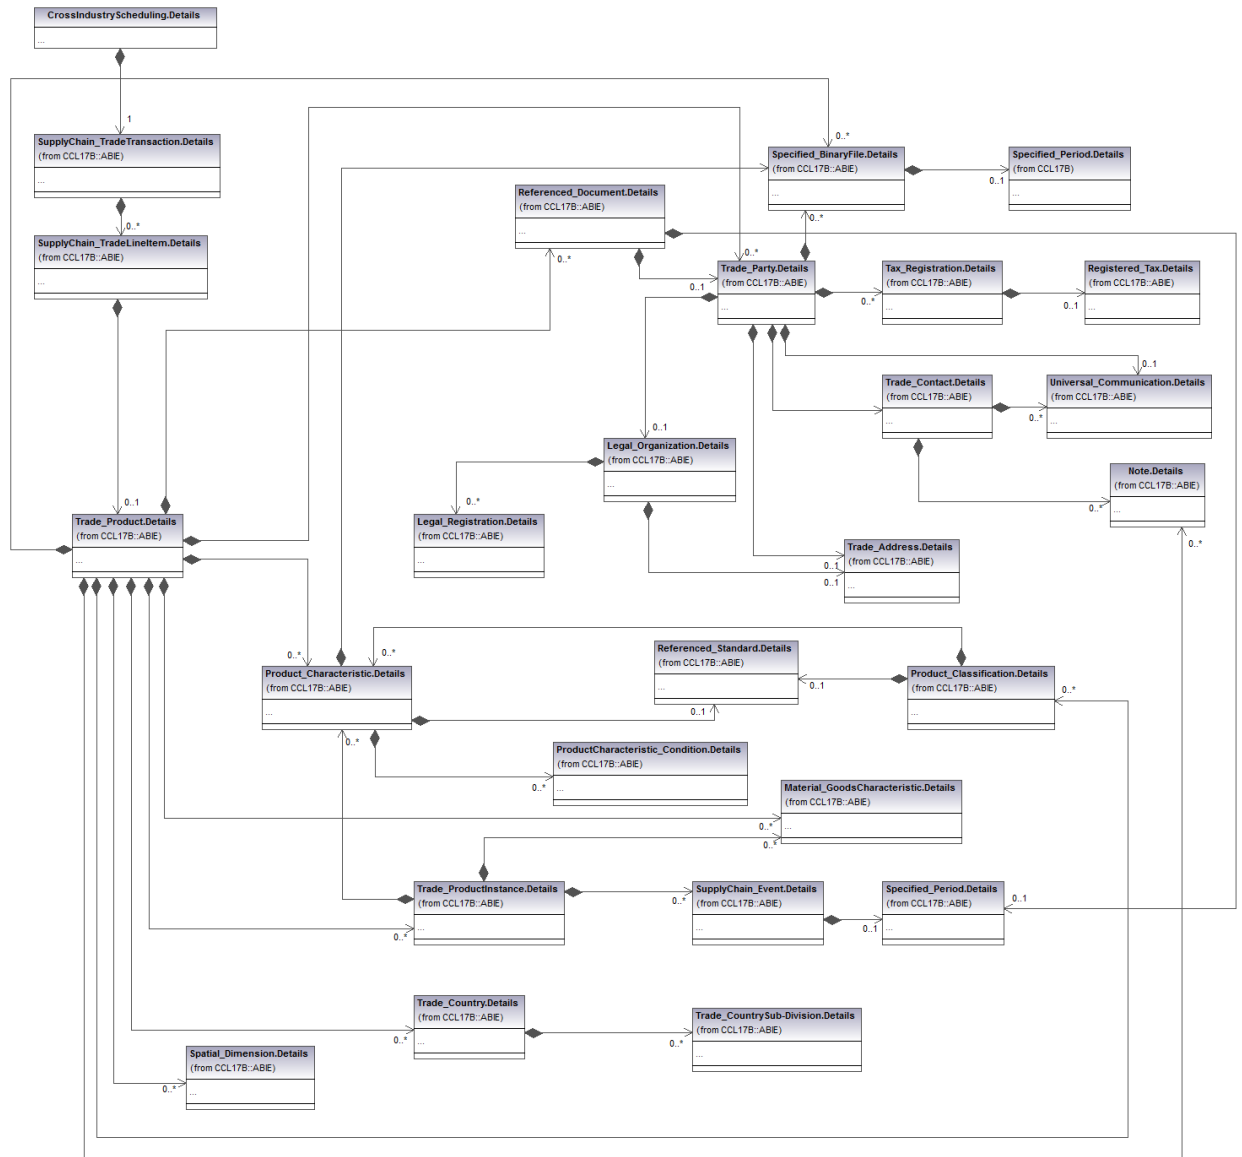 CrossIndustryScheduling.Details
...
1
SupplyChain_TradeTransaction.Details
(from CCL17B::ABIE)
...
0..*
SupplyChain_TradeLineItem.Details
(from CCL17B::ABIE)
...
0..*
Specified_BinaryFile.Details
(from CCL17B::ABIE)
...
0..*
0..1
Specified_Period.Details
(from CCL17B)
...
Referenced_Document.Details
(from CCL17B::ABIE)
...
0..*
0..1
0..*
Trade_Party.Details
(from CCL17B::ABIE)
...
0..*
Tax_Registration.Details
(from CCL17B::ABIE)
...
0..1
Registered_Tax.Details
(from CCL17B::ABIE)
...
0..1
Trade_Contact.Details
(from CCL17B::ABIE)
...
0..*
Universal_Communication.Details
(from CCL17B::ABIE)
...
0..1
Legal_Organization.Details
(from CCL17B::ABIE)
...
Note.Details
(from CCL17B::ABIE)
...
0..*
0..*
0..1
Trade_Product.Details
(from CCL17B::ABIE)
...
0..*
Legal_Registration.Details
(from CCL17B::ABIE)
...
Trade_Address.Details
(from CCL17B::ABIE)
...
0..1
0..1
0..*
0..*
Product_Characteristic.Details
(from CCL17B::ABIE)
...
0..*
0..1
Referenced_Standard.Details
(from CCL17B::ABIE)
...
0..1
Product_Classification.Details
(from CCL17B::ABIE)
...
0..*
ProductCharacteristic_Condition.Details
(from CCL17B::ABIE)
...
0..*
Material_GoodsCharacteristic.Details
(from CCL17B::ABIE)
...
0..*
0..*
Trade_ProductInstance.Details
(from CCL17B::ABIE)
...
0..*
0..*
SupplyChain_Event.Details
(from CCL17B::ABIE)
...
0..1
Specified_Period.Details
(from CCL17B::ABIE)
...
0..1
Trade_Country.Details
(from CCL17B::ABIE)
...
0..*
0..*
Trade_CountrySub-Division.Details
(from CCL17B::ABIE)
...
Spatial_Dimension.Details
(from CCL17B::ABIE)
...
0..*